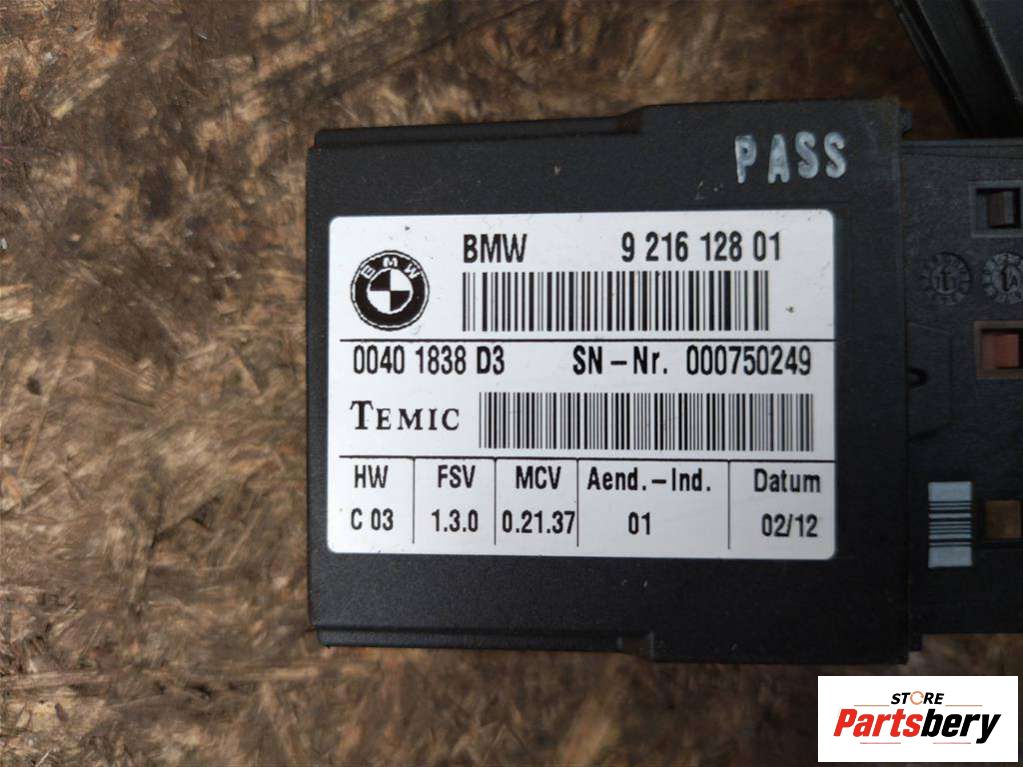 PASS
BMW 9 216 128 01
BMW
0040 1838 D3 SN-Nr. 000750249
TEMIC
HW FSV MCV Aend.-Ind. Datum
C 03 1.3.0 0.21.37 01 02/12
STORE
Partsbery